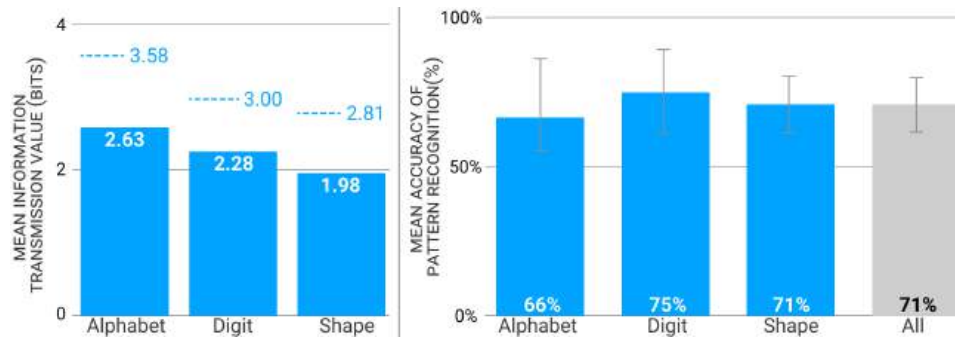 MEAN INFORMATION
TRANSMISSION VALUE (BITS)
4
2
0
3.58
3.00
2.81
2.63
2.28
1.98
Alphabet
Digit
Shape
MEAN ACCURACY OF
PATTERN RECOGNITION(%)
100%
50%
0%
66%
75%
71%
71%
Alphabet
Digit
Shape
All